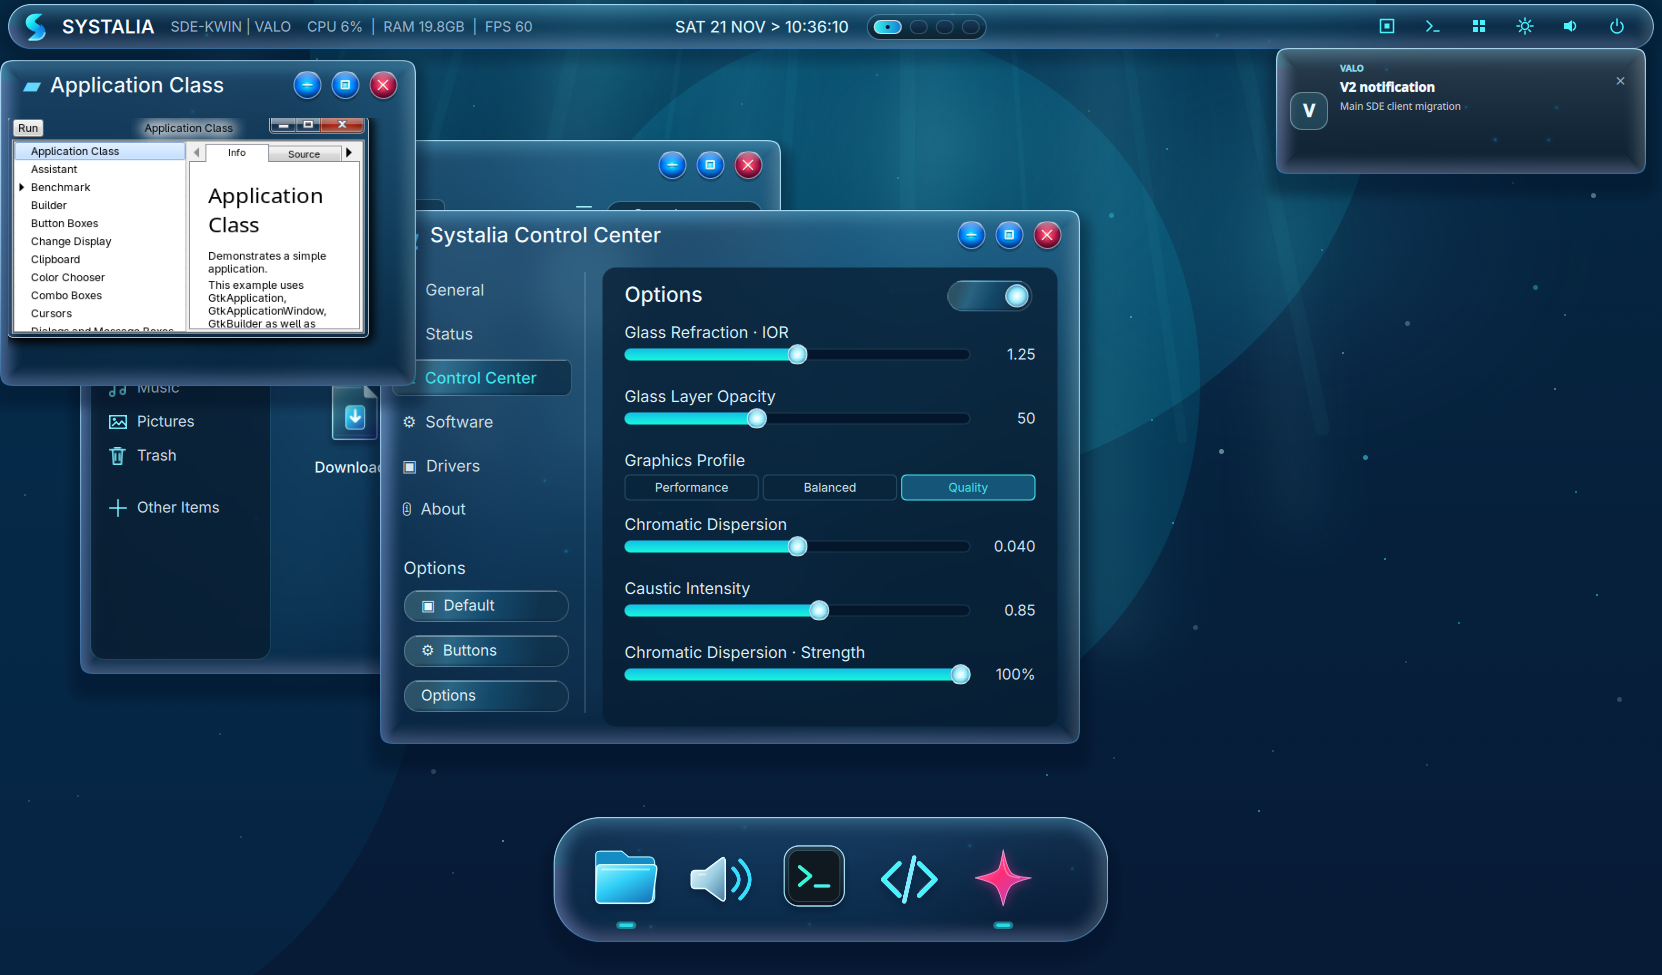 SYSTALIA SDE-KWIN | VALO CPU 6% | RAM 19.8GB | FPS 60 SAT 21 NOV > 10:36:10
VALO
V2 notification
Main SDE client migration
V
Application Class
Run Application Class
Application Class
Assistant
Benchmark
Builder
Button Boxes
Change Display
Clipboard
Color Chooser
Combo Boxes
Cursors
Dialogs and Message Boxes
Info Source
Application
Class
Demonstrates a simple
application.
This example uses
GtkApplication,
GtkApplicationWindow,
GtkBuilder as well as
Music
Pictures
Trash
Other Items
Systalia Control Center
General
Status
Control Center
Software
Drivers
About
Options
Default
Buttons
Options
Options
Glass Refraction · IOR
1.25
Glass Layer Opacity
50
Graphics Profile
Performance Balanced Quality
Chromatic Dispersion
0.040
Caustic Intensity
0.85
Chromatic Dispersion · Strength
100%